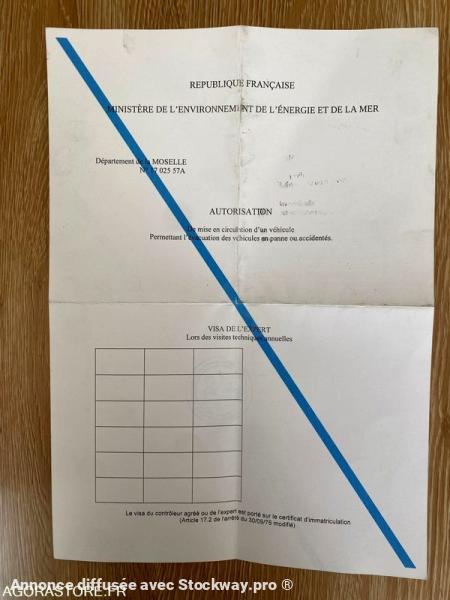 REPUBLIQUE FRANÇAISE
MINISTÈRE DE L'ENVIRONNEMENT DE L'ÉNERGIE ET DE LA MER
Département de la MOSELLE
N° 17 025 57A
AUTORISATION
De mise en circulation d'un véhicule
Permettant l'évacuation des véhicules en panne ou accidentés.
VISA DE L'EXPERT
Lors des visites techniques annuelles
Le visa du contrôleur agréé ou de l'expert est porté sur le certificat d'immatriculation
(Article 17.2 de l'arrêté du 30/09/75 modifié)
Annonce diffusée avec Stockway.pro ®
AGORASTORE.FR